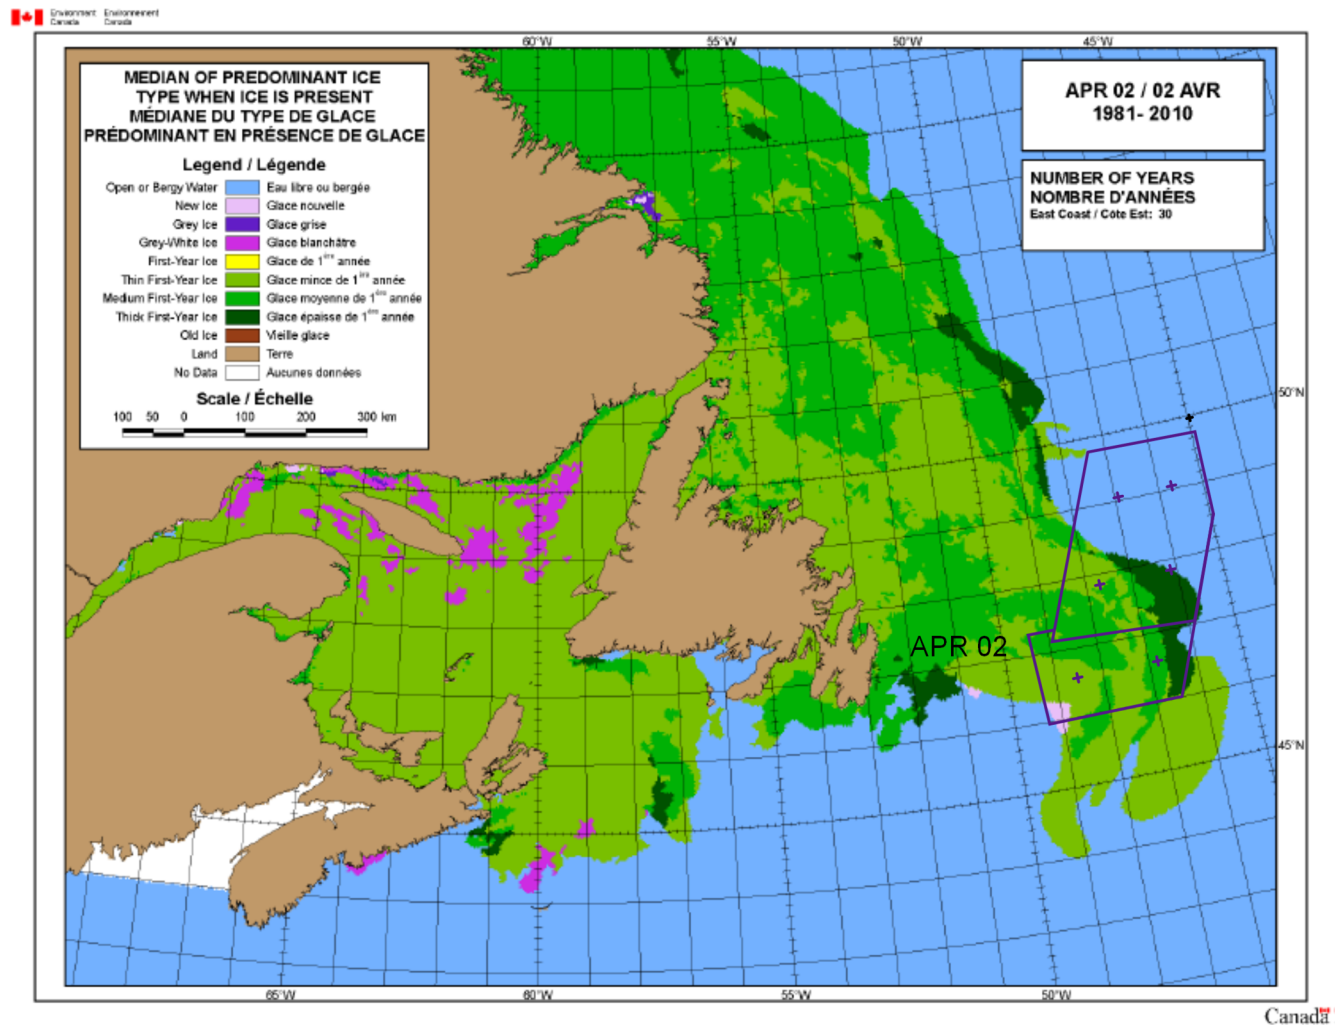 Environment Environnement
Canada Canada
60°W 55°W 50°W 45°W
MEDIAN OF PREDOMINANT ICE
TYPE WHEN ICE IS PRESENT
MÉDIANE DU TYPE DE GLACE
PRÉDOMINANT EN PRÉSENCE DE GLACE
Legend / Légende
Open or Bergy Water Eau libre ou bergée
New Ice Glace nouvelle
Grey Ice Glace grise
Grey-White Ice Glace blanchâtre
First-Year Ice Glace de 1ère année
Thin First-Year Ice Glace mince de 1ère année
Medium First-Year Ice Glace moyenne de 1ère année
Thick First-Year Ice Glace épaisse de 1ère année
Old Ice Vieille glace
Land Terre
No Data Aucunes données
Scale / Échelle
100 50 0 100 200 300 km
APR 02 / 02 AVR
1981- 2010
NUMBER OF YEARS
NOMBRE D'ANNÉES
East Coast / Côte Est: 30
50°N
APR 02
45°N
65°W 60°W 55°W 50°W
Canada